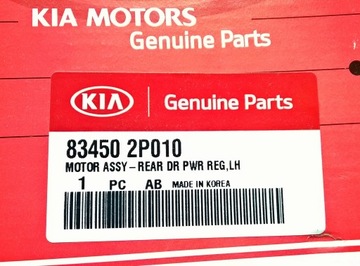 KIA MOTORS
Genuine Parts
KIA Genuine Parts
83450 2P010
MOTOR ASSY-REAR DR PWR REG,LH
1 PC AB MADE IN KOREA